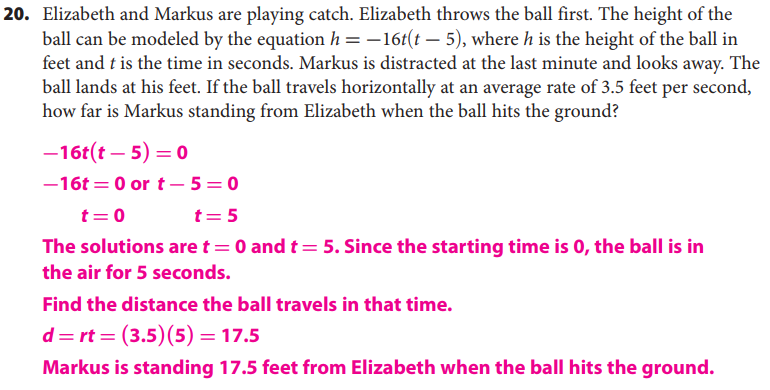 20. Elizabeth and Markus are playing catch. Elizabeth throws the ball first. The height of the
ball can be modeled by the equation h = −16t(t − 5), where h is the height of the ball in
feet and t is the time in seconds. Markus is distracted at the last minute and looks away. The
ball lands at his feet. If the ball travels horizontally at an average rate of 3.5 feet per second,
how far is Markus standing from Elizabeth when the ball hits the ground?
−16t(t − 5) = 0
−16t = 0 or t − 5 = 0
t = 0 t = 5
The solutions are t = 0 and t = 5. Since the starting time is 0, the ball is in
the air for 5 seconds.
Find the distance the ball travels in that time.
d = rt = (3.5)(5) = 17.5
Markus is standing 17.5 feet from Elizabeth when the ball hits the ground.